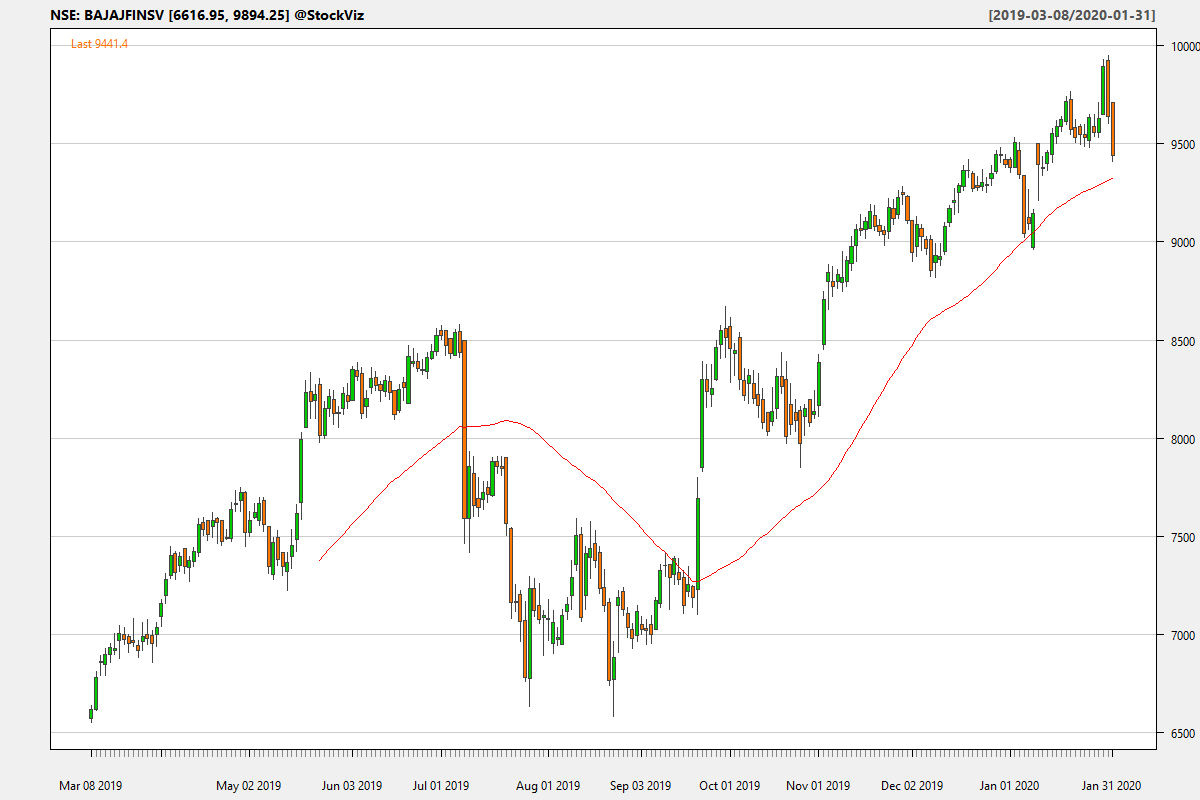 NSE: BAJAJFINSV [6616.95, 9894.25] @StockViz
[2019-03-08/2020-01-31]
Last 9441.4
10000
9500
9000
8500
8000
7500
7000
6500
Mar 08 2019
May 02 2019
Jun 03 2019
Jul 01 2019
Aug 01 2019
Sep 03 2019
Oct 01 2019
Nov 01 2019
Dec 02 2019
Jan 01 2020
Jan 31 2020